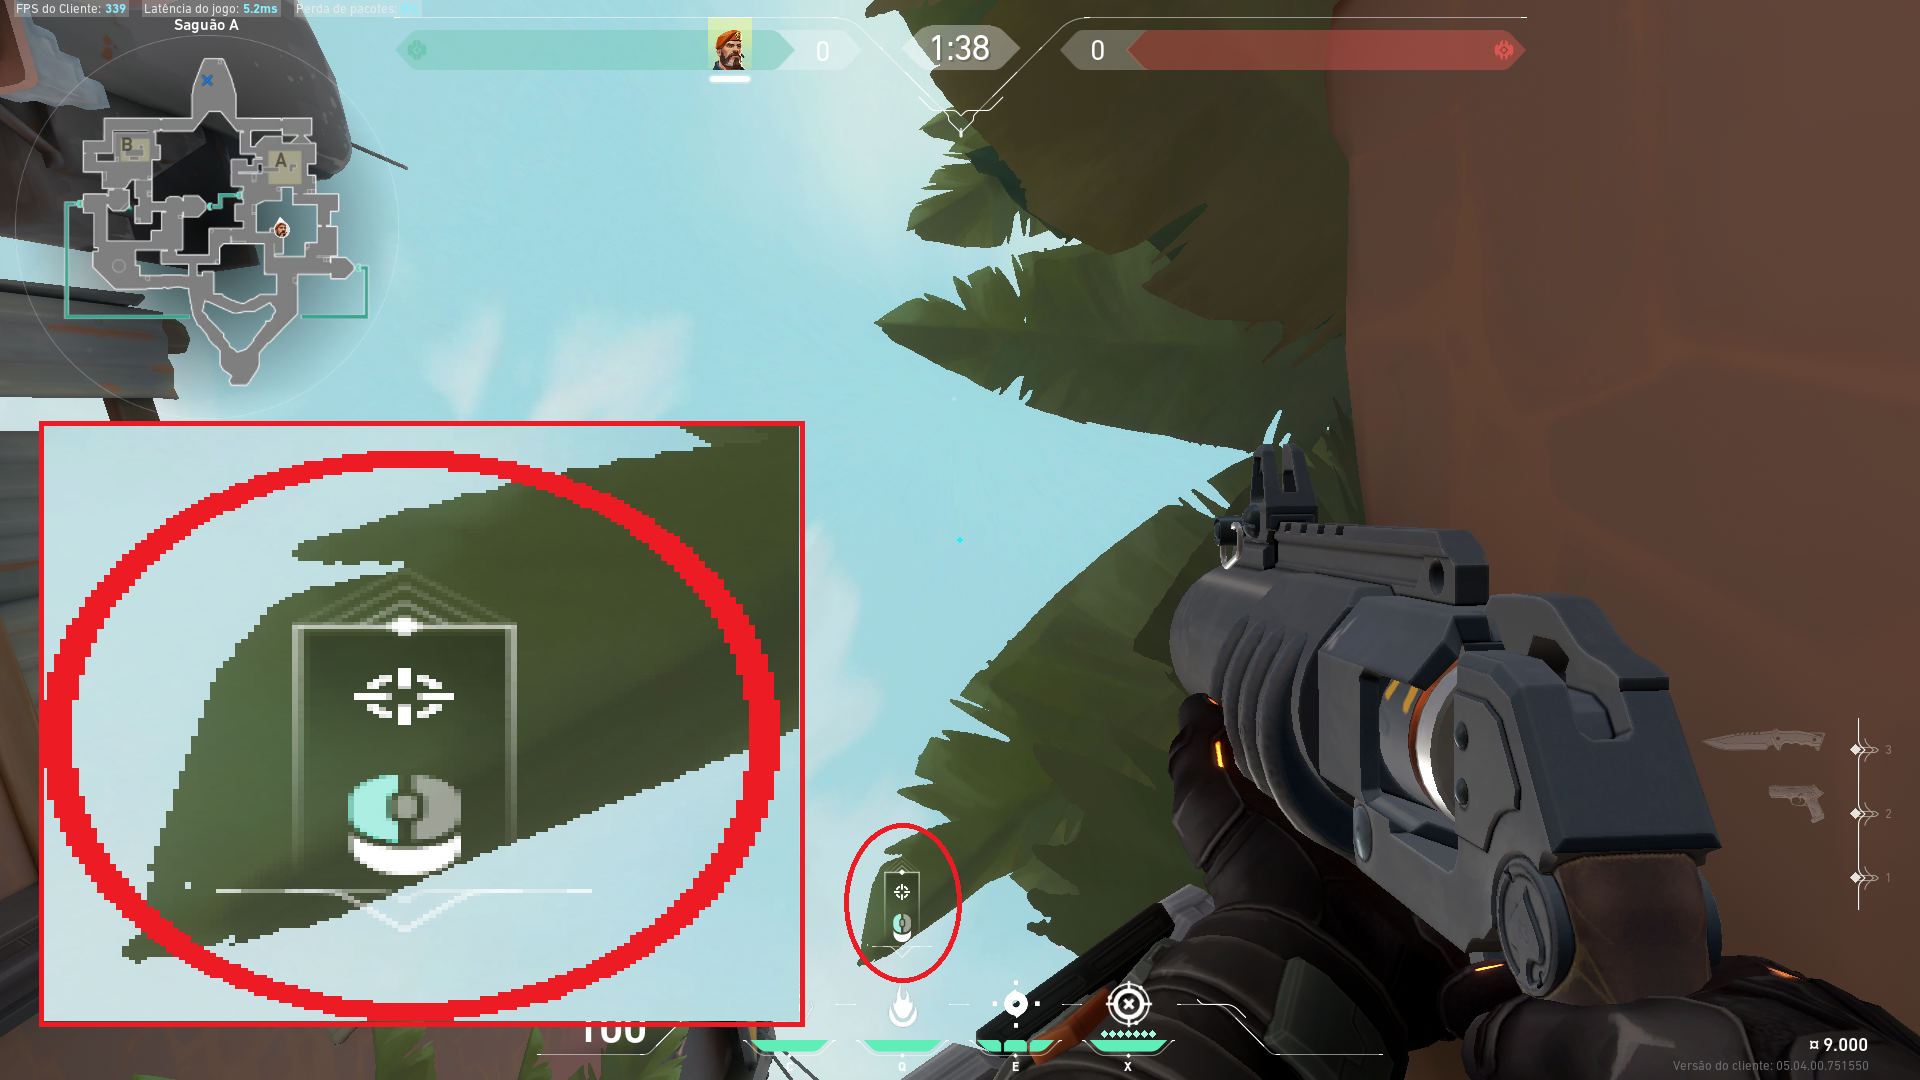 FPS do Cliente: 339 Latência do jogo: 5.2ms Perda de pacotes:
Saguão A
0 1:38 0
B
A
3
2
1
100
C Q E X
¤ 9.000
Versão do cliente: 05.04.00.751550